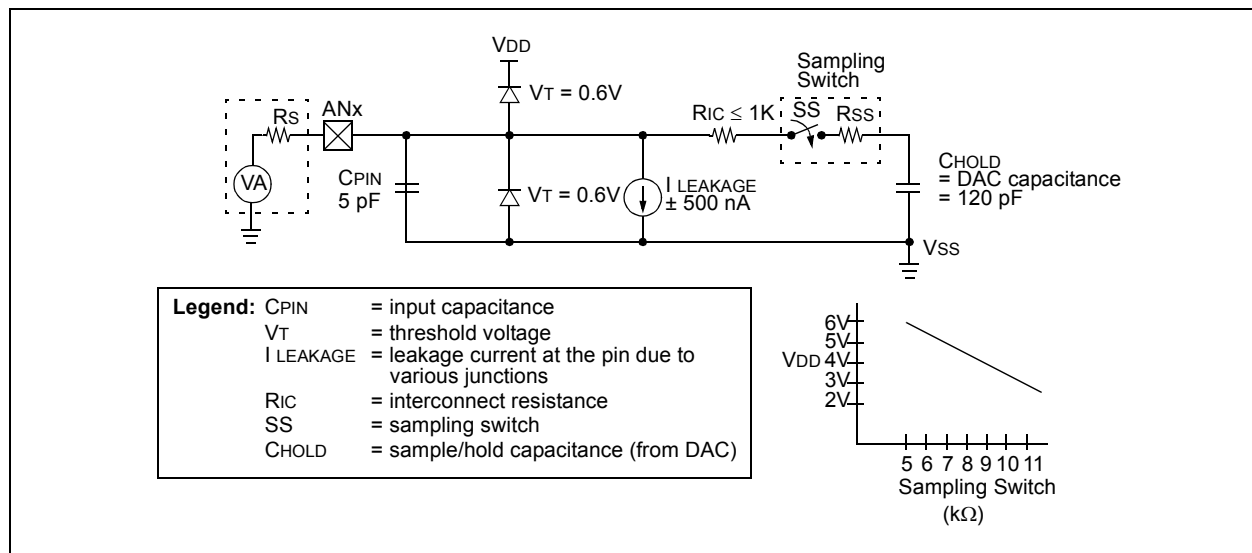 VDD
Sampling
Switch
VT = 0.6V
RS
ANx
RIC ≤ 1K
SS
RSS
VA
CPIN
5 pF
VT = 0.6V
I LEAKAGE
± 500 nA
CHOLD
= DAC capacitance
= 120 pF
VSS
Legend: CPIN = input capacitance
VT = threshold voltage
I LEAKAGE = leakage current at the pin due to
various junctions
RIC = interconnect resistance
SS = sampling switch
CHOLD = sample/hold capacitance (from DAC)
6V
5V
VDD 4V
3V
2V
5 6 7 8 9 10 11
Sampling Switch
(kΩ)